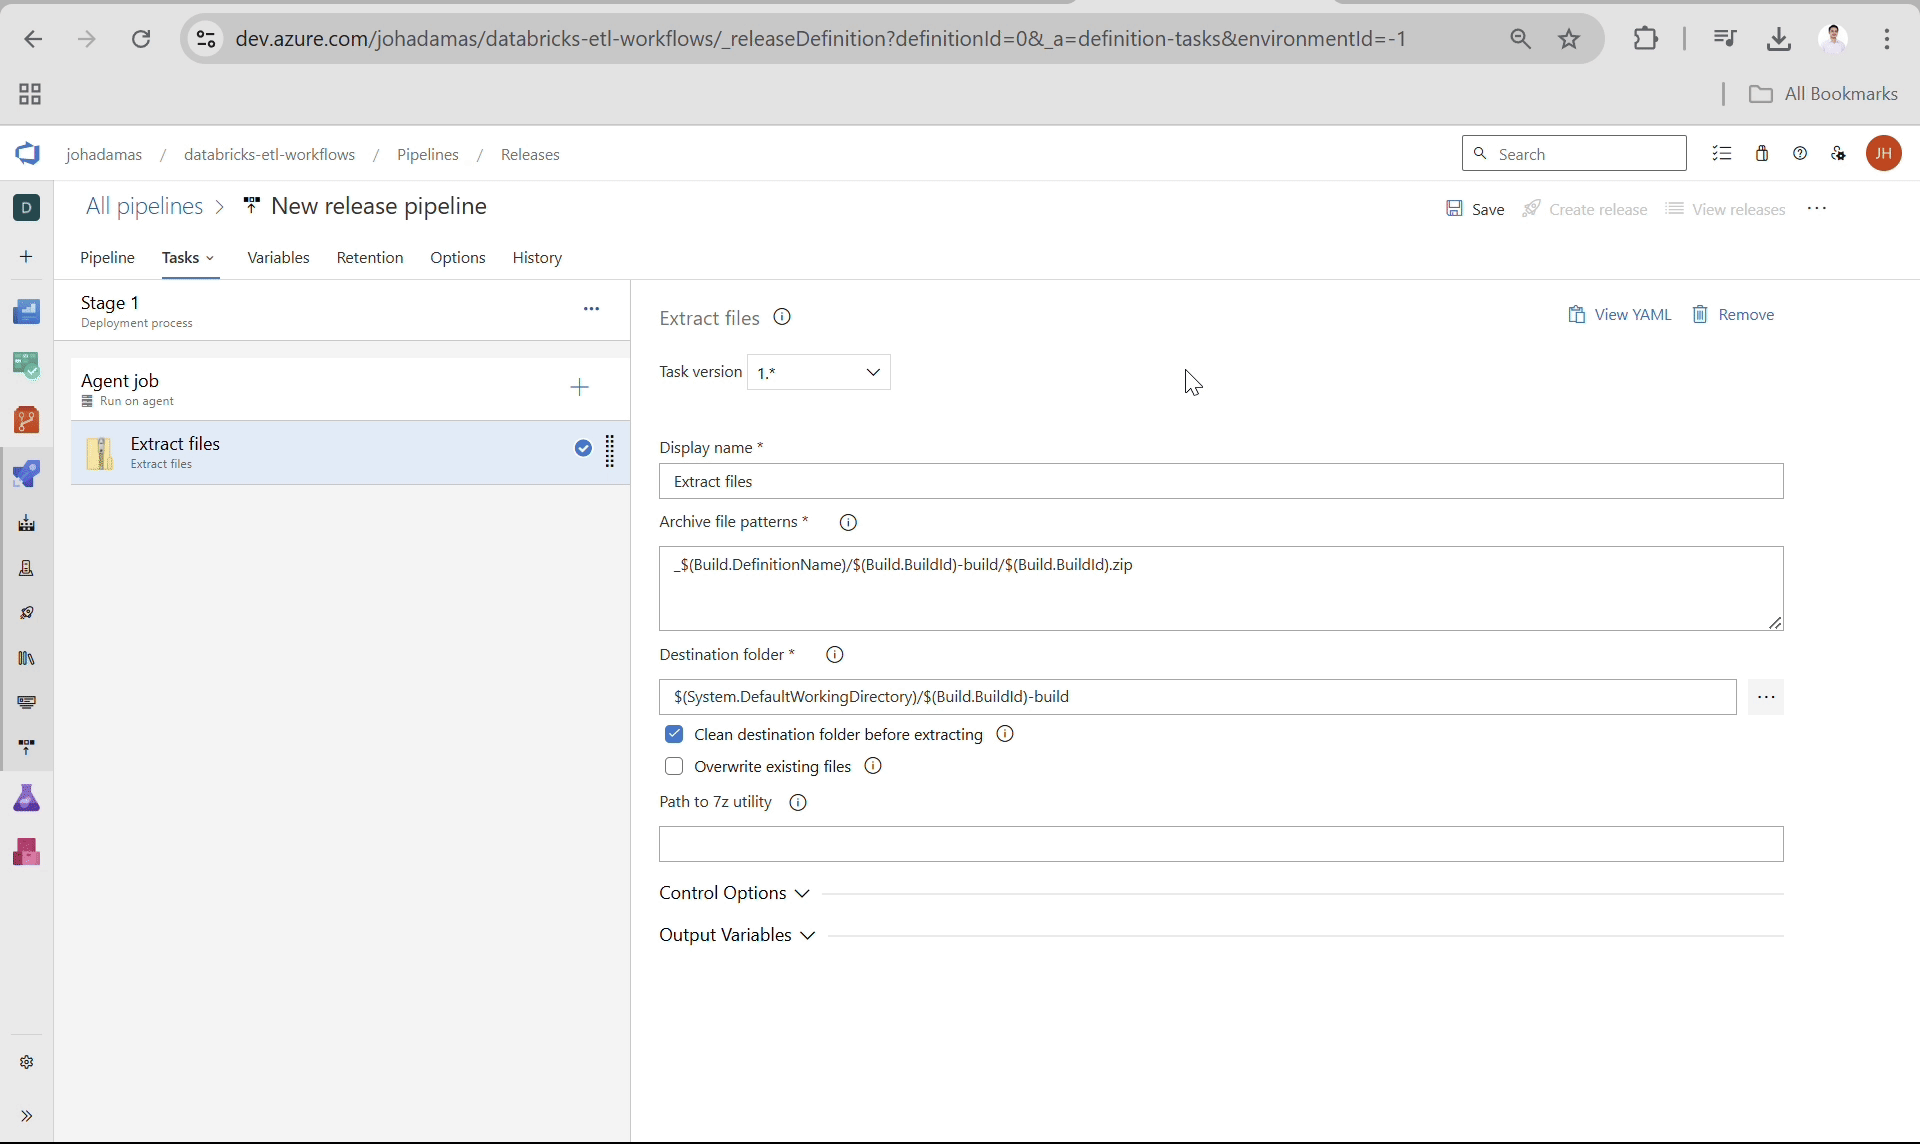 dev.azure.com/johadamas/databricks-etl-workflows/_releaseDefinition?definitionId=0&_a=definition-tasks&environmentId=-1
All Bookmarks
johadamas / databricks-etl-workflows / Pipelines / Releases
Search
JH
D
All pipelines > New release pipeline
Save
Create release
View releases
Pipeline
Tasks
Variables
Retention
Options
History
Stage 1
Deployment process
Agent job
Run on agent
Extract files
Extract files
Extract files
View YAML
Remove
Task version
1.*
Display name *
Extract files
Archive file patterns *
_$(Build.DefinitionName)/$(Build.BuildId)-build/$(Build.BuildId).zip
Destination folder *
$(System.DefaultWorkingDirectory)/$(Build.BuildId)-build
Clean destination folder before extracting
Overwrite existing files
Path to 7z utility
Control Options
Output Variables